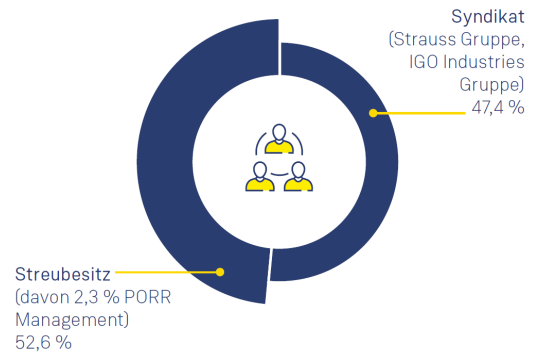 Syndikat
(Strauss Gruppe,
IGO Industries
Gruppe)
47,4 %
Streubesitz
(davon 2,3 % PORR
Management)
52,6 %